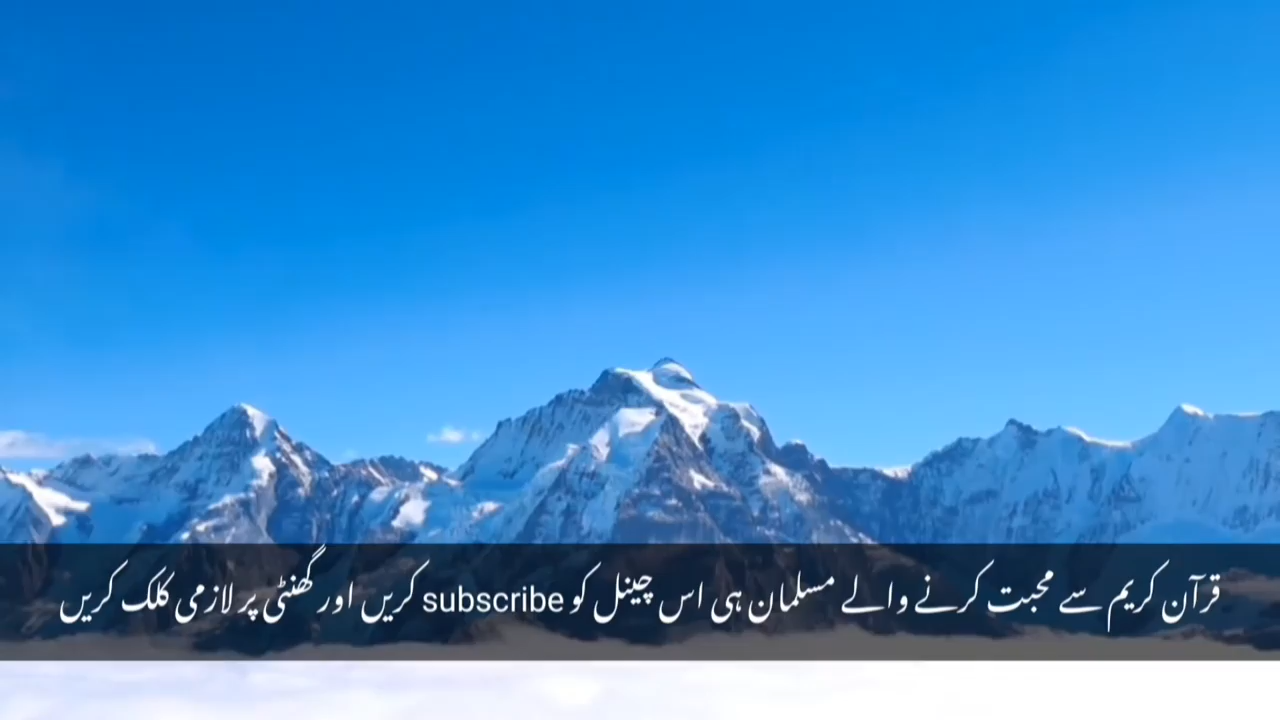 قرآن کریم سے محبت کرنے والے مسلمان ہی اس چینل کو subscribe کریں اور گھنٹی پر لازمی کلک کریں